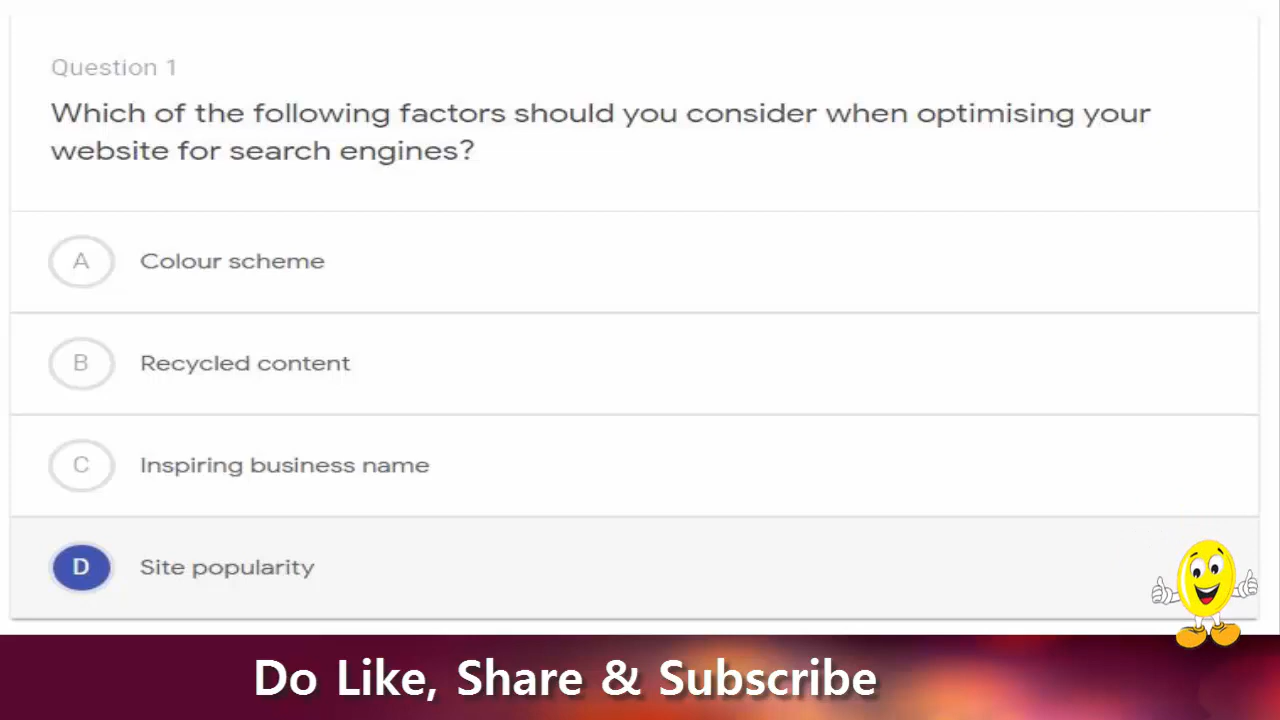 Question 1
Which of the following factors should you consider when optimising your
website for search engines?
A Colour scheme
B Recycled content
C Inspiring business name
D Site popularity
Do Like, Share & Subscribe